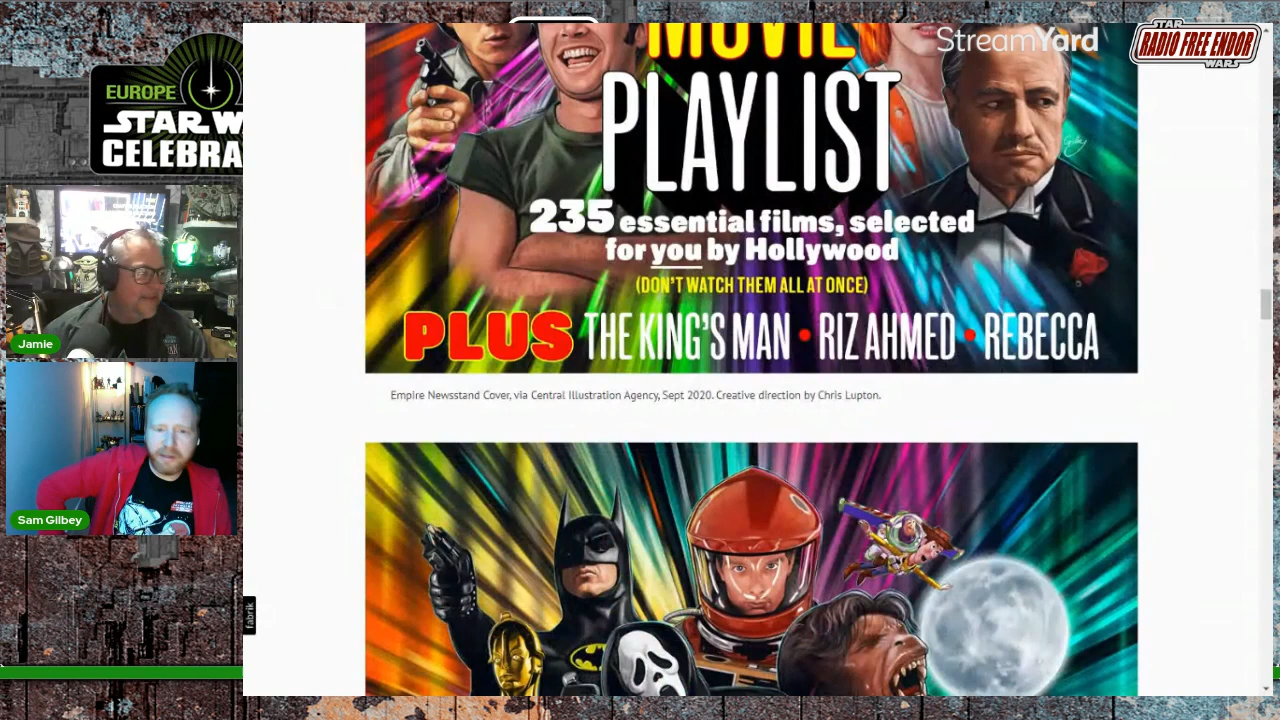 StreamYard
STAR
RADIO FREE ENDOR
WARS
EUROPE
STAR W
CELEBRA
Jamie
Sam Gilbey
MOVIE
PLAYLIST
235 essential films, selected
for you by Hollywood
(DON'T WATCH THEM ALL AT ONCE)
PLUS THE KING'S MAN • RIZ AHMED • REBECCA
Empire Newsstand Cover, via Central Illustration Agency, Sept 2020. Creative direction by Chris Lupton.
fabrik